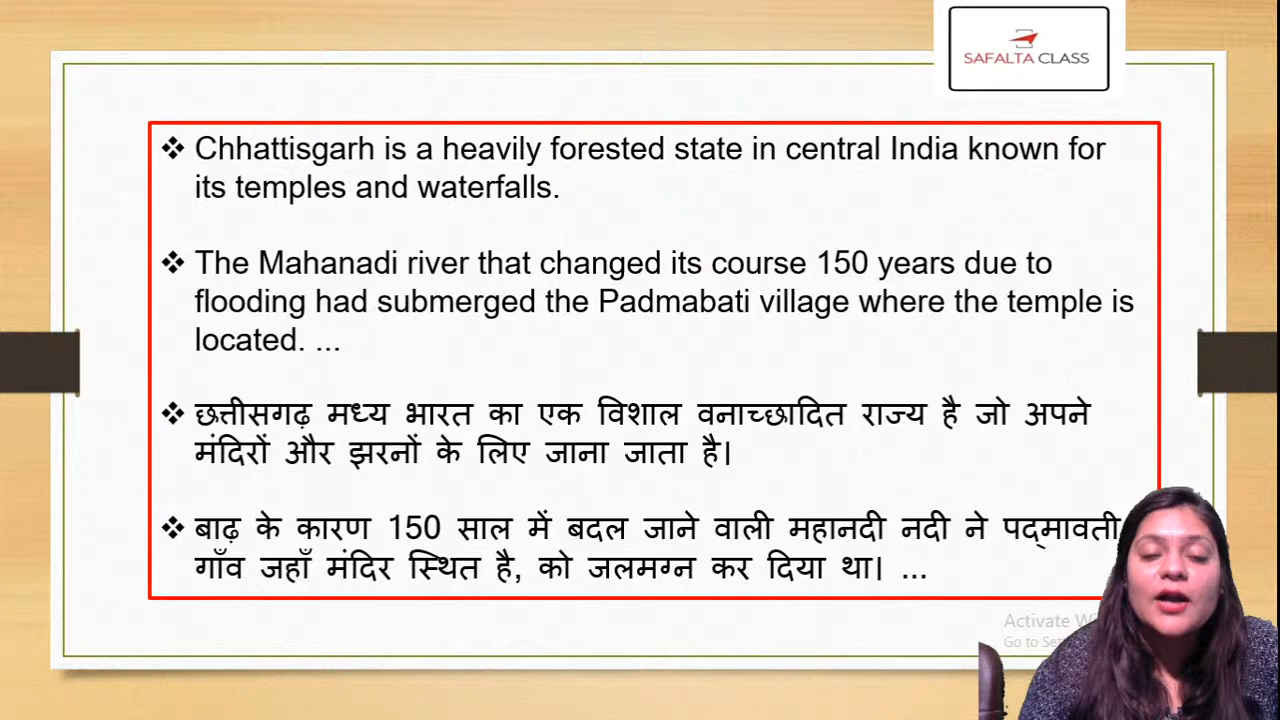 SAFALTA CLASS
❖ Chhattisgarh is a heavily forested state in central India known for
its temples and waterfalls.
❖ The Mahanadi river that changed its course 150 years due to
flooding had submerged the Padmabati village where the temple is
located. ...
❖ छत्तीसगढ़ मध्य भारत का एक विशाल वनाच्छादित राज्य है जो अपने
मंदिरों और झरनों के लिए जाना जाता है।
❖ बाढ़ के कारण 150 साल में बदल जाने वाली महानदी नदी ने पद्मावती
गाँव जहाँ मंदिर स्थित है, को जलमग्न कर दिया था। ...
Activate
Go to